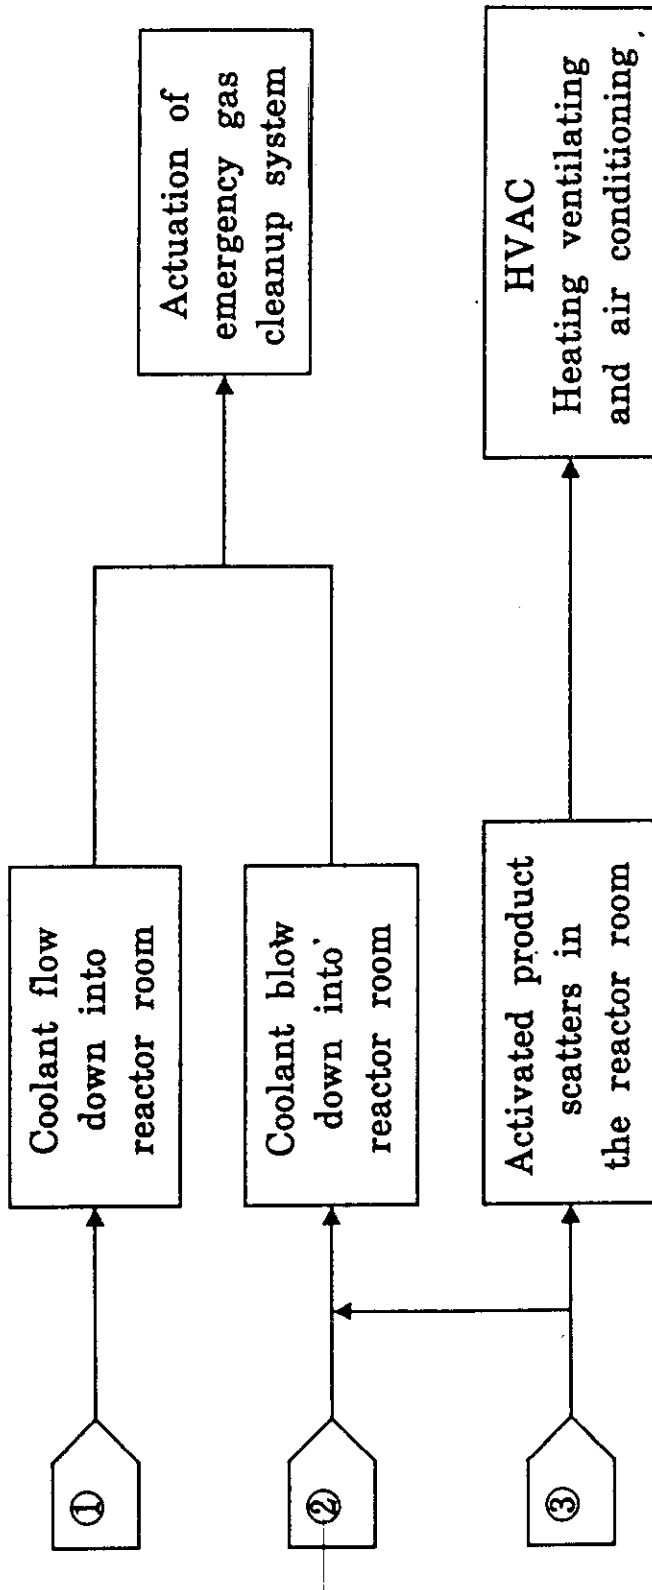 ①
Coolant flow
down into
reactor room
②
Coolant blow
down into
reactor room
Actuation of
emergency gas
cleanup system
③
Activated product
scatters in
the reactor room
HVAC
Heating ventilating
and air conditioning